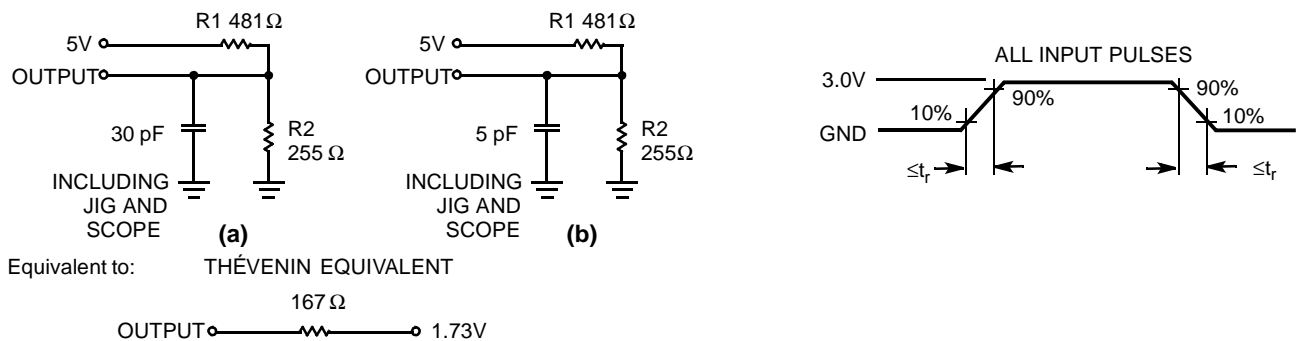 R1 481Ω
5V
OUTPUT
30 pF
R2
255 Ω
INCLUDING
JIG AND
SCOPE
(a)
R1 481Ω
5V
OUTPUT
5 pF
R2
255Ω
INCLUDING
JIG AND
SCOPE
(b)
ALL INPUT PULSES
3.0V
GND
10%
90%
90%
10%
≤tr
≤tr
Equivalent to: THÉVENIN EQUIVALENT
167 Ω
OUTPUT 1.73V